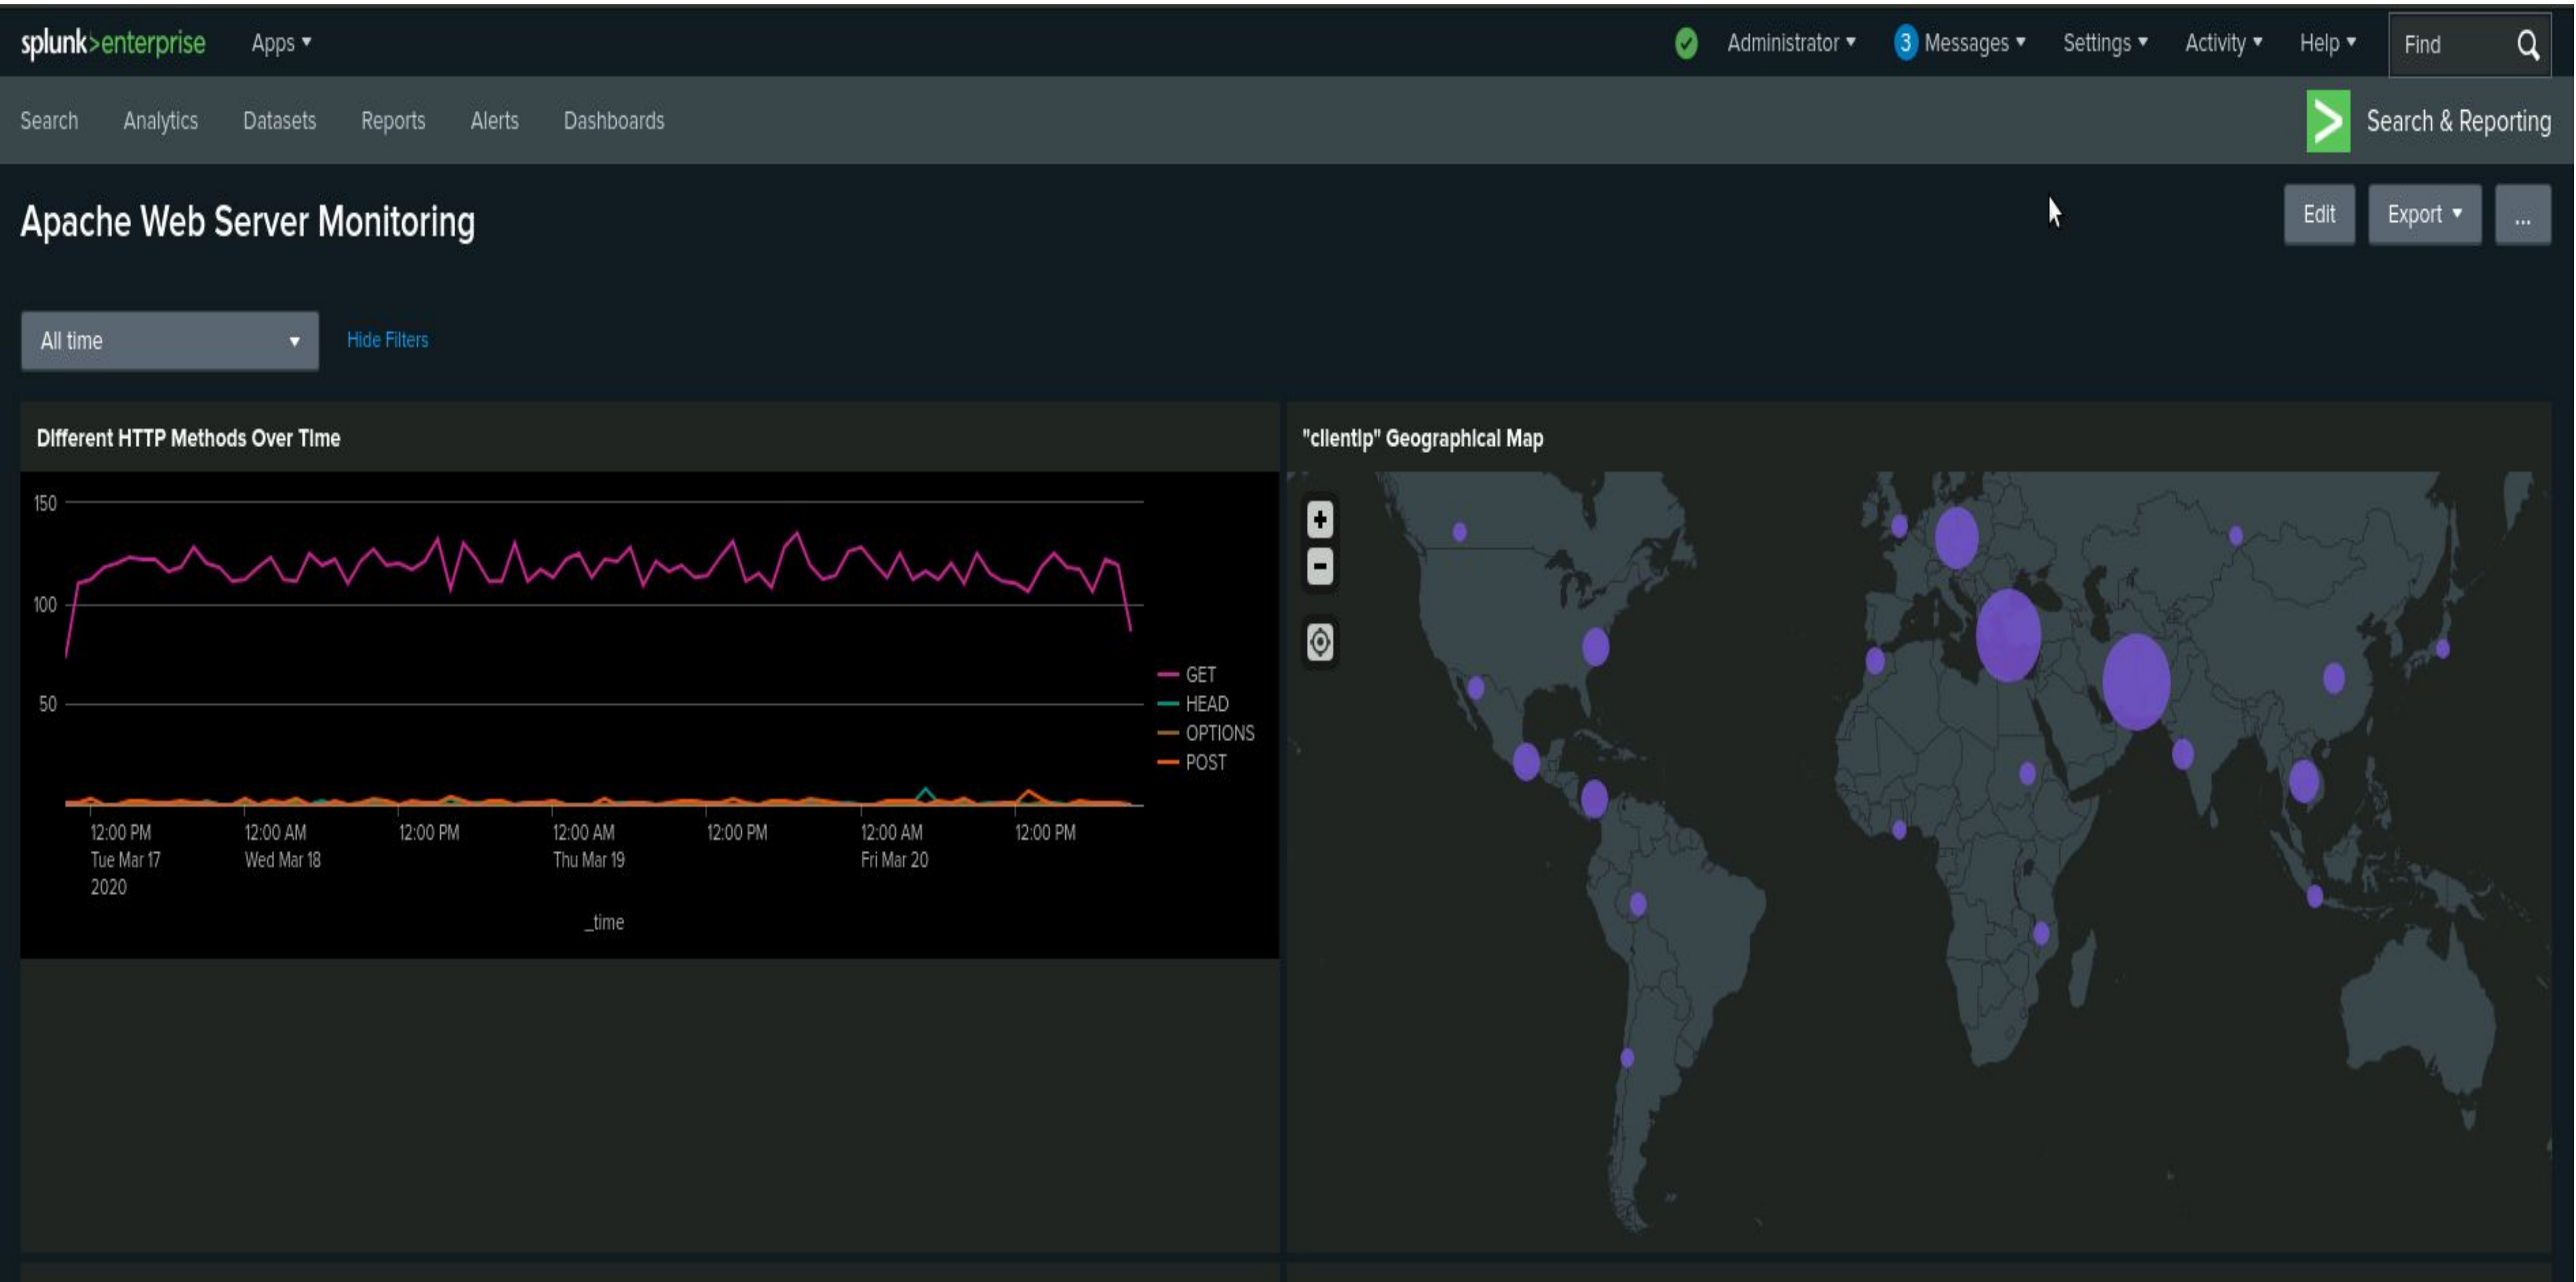 splunk>enterprise Apps Administrator 3 Messages Settings Activity Help Find
Search Analytics Datasets Reports Alerts Dashboards Search & Reporting
Apache Web Server Monitoring
Edit Export ...
All time Hide Filters
Different HTTP Methods Over Time
150
100
50
GET
HEAD
OPTIONS
POST
12:00 PM 12:00 AM 12:00 PM 12:00 AM 12:00 PM 12:00 AM 12:00 PM
Tue Mar 17 Wed Mar 18 Thu Mar 19 Fri Mar 20
2020
_time
"clientip" Geographical Map
+
-